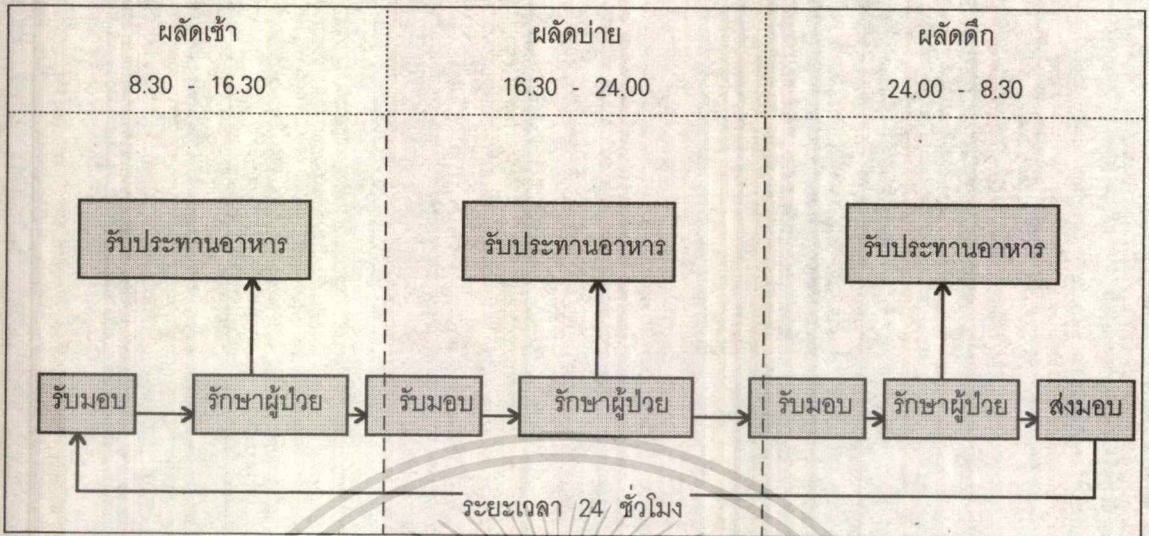 ผลัดเช้า ผลัดบ่าย ผลัดดึก
8.30 - 16.30 16.30 - 24.00 24.00 - 8.30
รับประทานอาหาร รับประทานอาหาร รับประทานอาหาร
รับมอบ รักษาผู้ป่วย รับมอบ รักษาผู้ป่วย รับมอบ รักษาผู้ป่วย ส่งมอบ
ระยะเวลา 24 ชั่วโมง